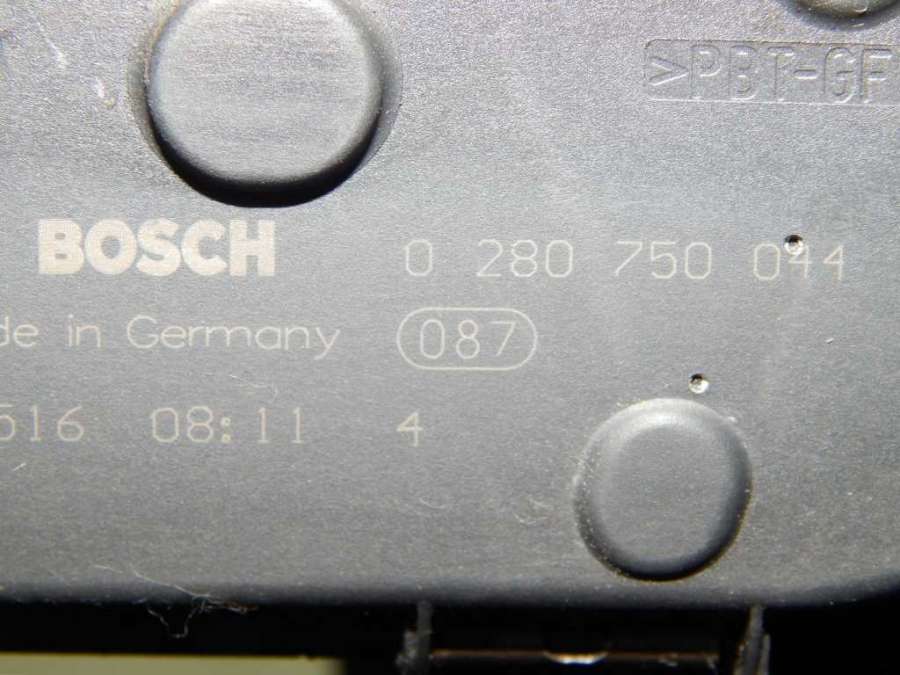 >PBT-GF
BOSCH 0 280 750 044
de in Germany 087
516 08:11 4